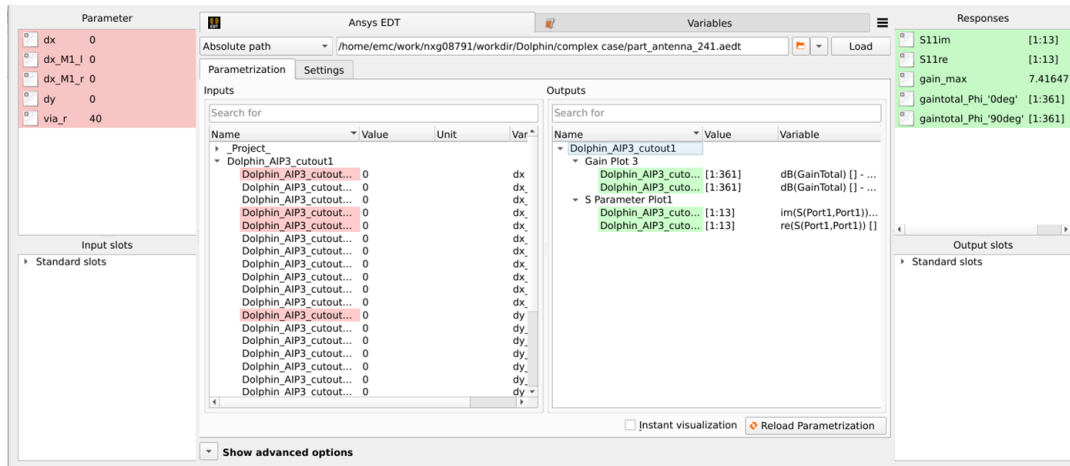 Parameter
dx 0
dx_M1_l 0
dx_M1_r 0
dy 0
via_r 40
Input slots
Standard slots
EDT
Ansys EDT
Variables
Absolute path /home/emc/work/nxg08791/workdir/Dolphin/complex case/part_antenna_241.aedt Load
Parametrization Settings
Inputs
Search for
Name Value Unit Var
_Project_
Dolphin_AIP3_cutout1
Dolphin_AIP3_cutout... 0 dx
Dolphin_AIP3_cutout... 0 dx_
Dolphin_AIP3_cutout... 0 dx_
Dolphin_AIP3_cutout... 0 dx_
Dolphin_AIP3_cutout... 0 dx_
Dolphin_AIP3_cutout... 0 dx_
Dolphin_AIP3_cutout... 0 dx_
Dolphin_AIP3_cutout... 0 dx_
Dolphin_AIP3_cutout... 0 dx_
Dolphin_AIP3_cutout... 0 dx_
Dolphin_AIP3_cutout... 0 dx_
Dolphin_AIP3_cutout... 0 dy
Dolphin_AIP3_cutout... 0 dy_
Dolphin_AIP3_cutout... 0 dy_
Dolphin_AIP3_cutout... 0 dy_
Dolphin_AIP3_cutout... 0 dy_
Dolphin_AIP3_cutout... 0 dy_
Dolphin_AIP3_cutout... 0 dy_
Outputs
Search for
Name Value Variable
Dolphin_AIP3_cutout1
Gain Plot 3
Dolphin_AIP3_cuto... [1:361] dB(GainTotal) [] - ...
Dolphin_AIP3_cuto... [1:361] dB(GainTotal) [] - ...
S Parameter Plot1
Dolphin_AIP3_cuto... [1:13] im(S(Port1,Port1))...
Dolphin_AIP3_cuto... [1:13] re(S(Port1,Port1)) []
Instant visualization Reload Parametrization
Show advanced options
Responses
S11im [1:13]
S11re [1:13]
gain_max 7.41647
gaintotal_Phi_'0deg' [1:361]
gaintotal_Phi_'90deg' [1:361]
Output slots
Standard slots